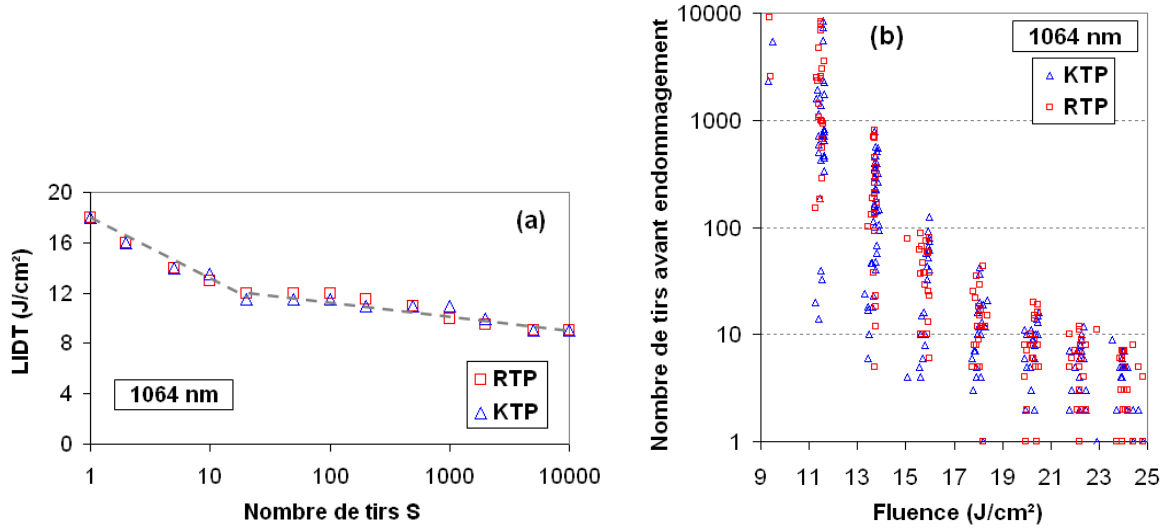 LIDT (J/cm²)
20
16
12
8
4
0
(a)
1064 nm
RTP
KTP
1
10
100
1000
10000
Nombre de tirs S
Nombre de tirs avant endommagement
10000
1000
100
10
1
(b)
1064 nm
KTP
RTP
9
11
13
15
17
19
21
23
25
Fluence (J/cm²)